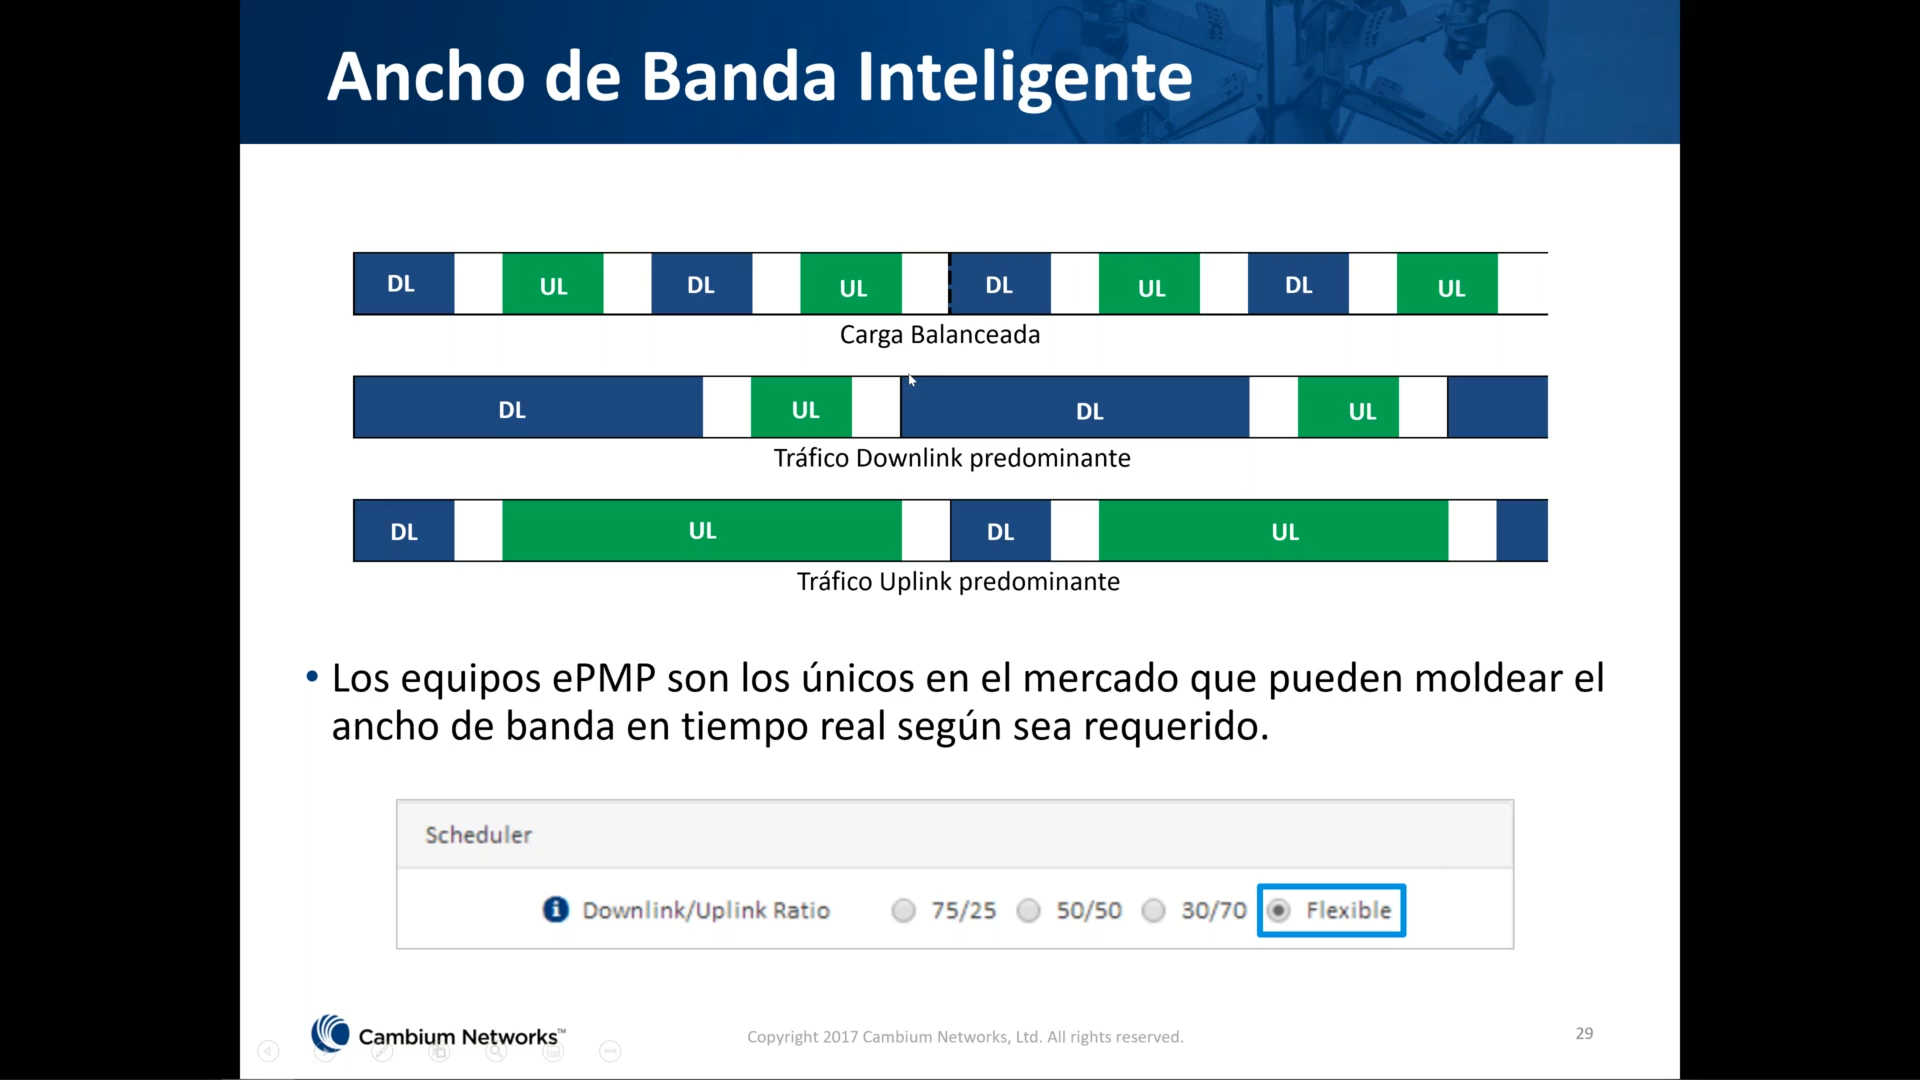 Ancho de Banda Inteligente
DL UL DL UL DL UL DL UL
Carga Balanceada
DL UL DL UL
Tráfico Downlink predominante
DL UL DL UL
Tráfico Uplink predominante
• Los equipos ePMP son los únicos en el mercado que pueden moldear el
ancho de banda en tiempo real según sea requerido.
Scheduler
Downlink/Uplink Ratio 75/25 50/50 30/70 Flexible
Cambium Networks™
Copyright 2017 Cambium Networks, Ltd. All rights reserved.
29